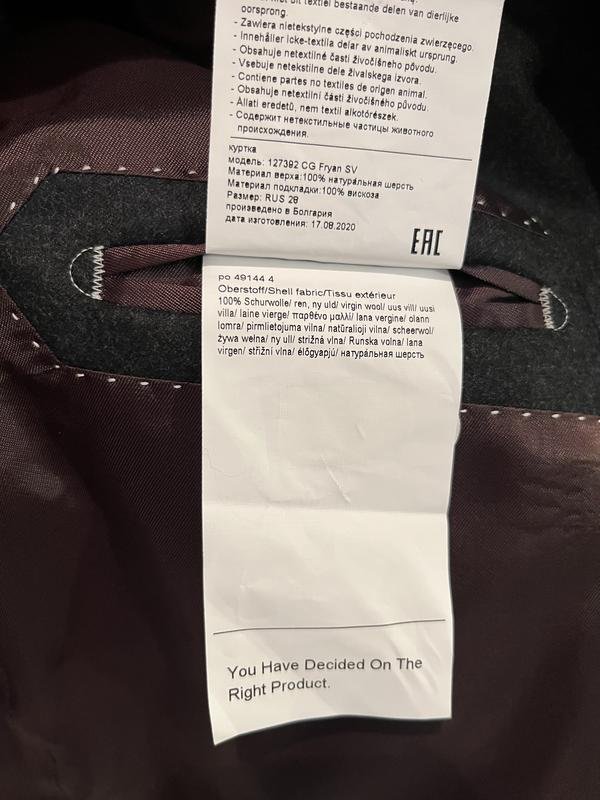 bestaande delen van dierlijke
oorsprong.
- Zawiera nietekstylne części pochodzenia zwierzęcego.
- Innehåller icke-textila delar av animaliskt ursprung.
- Obsahuje netextilné časti živočíšneho pôvodu.
- Vsebuje netekstilne dele živalskega izvora.
- Contiene partes no textiles de origen animal.
- Obsahuje netextilní části živočišného původu.
- Állati eredetű, nem textil alkotórészek.
- Содержит нетекстильные частицы животного
происхождения.
куртка
модель: 127392 CG Fryan SV
Материал верха:100% натуральная шерсть
Материал подкладки:100% вискоза
Размер: RUS 28
произведено в Болгария
дата изготовления: 17.08.2020
EAC
po 49144 4
Oberstoff/Shell fabric/Tissu extérieur
100% Schurwolle/ ren, ny uld/ virgin wool/ uus vill/ uusi
villa/ laine vierge/ παρθένο μαλλί/ lana vergine/ olann
lomra/ pirmlietojuma vilna/ natūralioji vilna/ scheerwol/
żywa wełna/ ny ull/ strižná vlna/ Runska volna/ lana
virgen/ střižní vlna/ élőgyapjú/ натуральная шерсть
You Have Decided On The
Right Product.